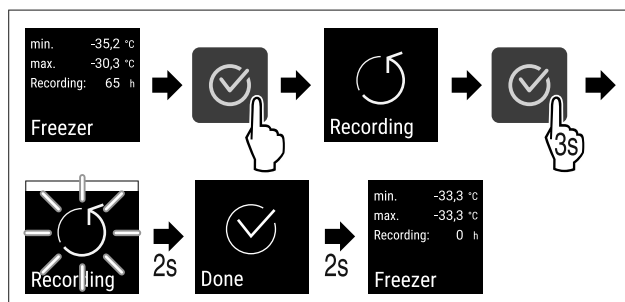 min. -35,2 °C
max. -30,3 °C
Recording: 65 h
Freezer
Recording
3s
Recording
2s
Done
2s
min. -33,3 °C
max. -33,3 °C
Recording: 0 h
Freezer